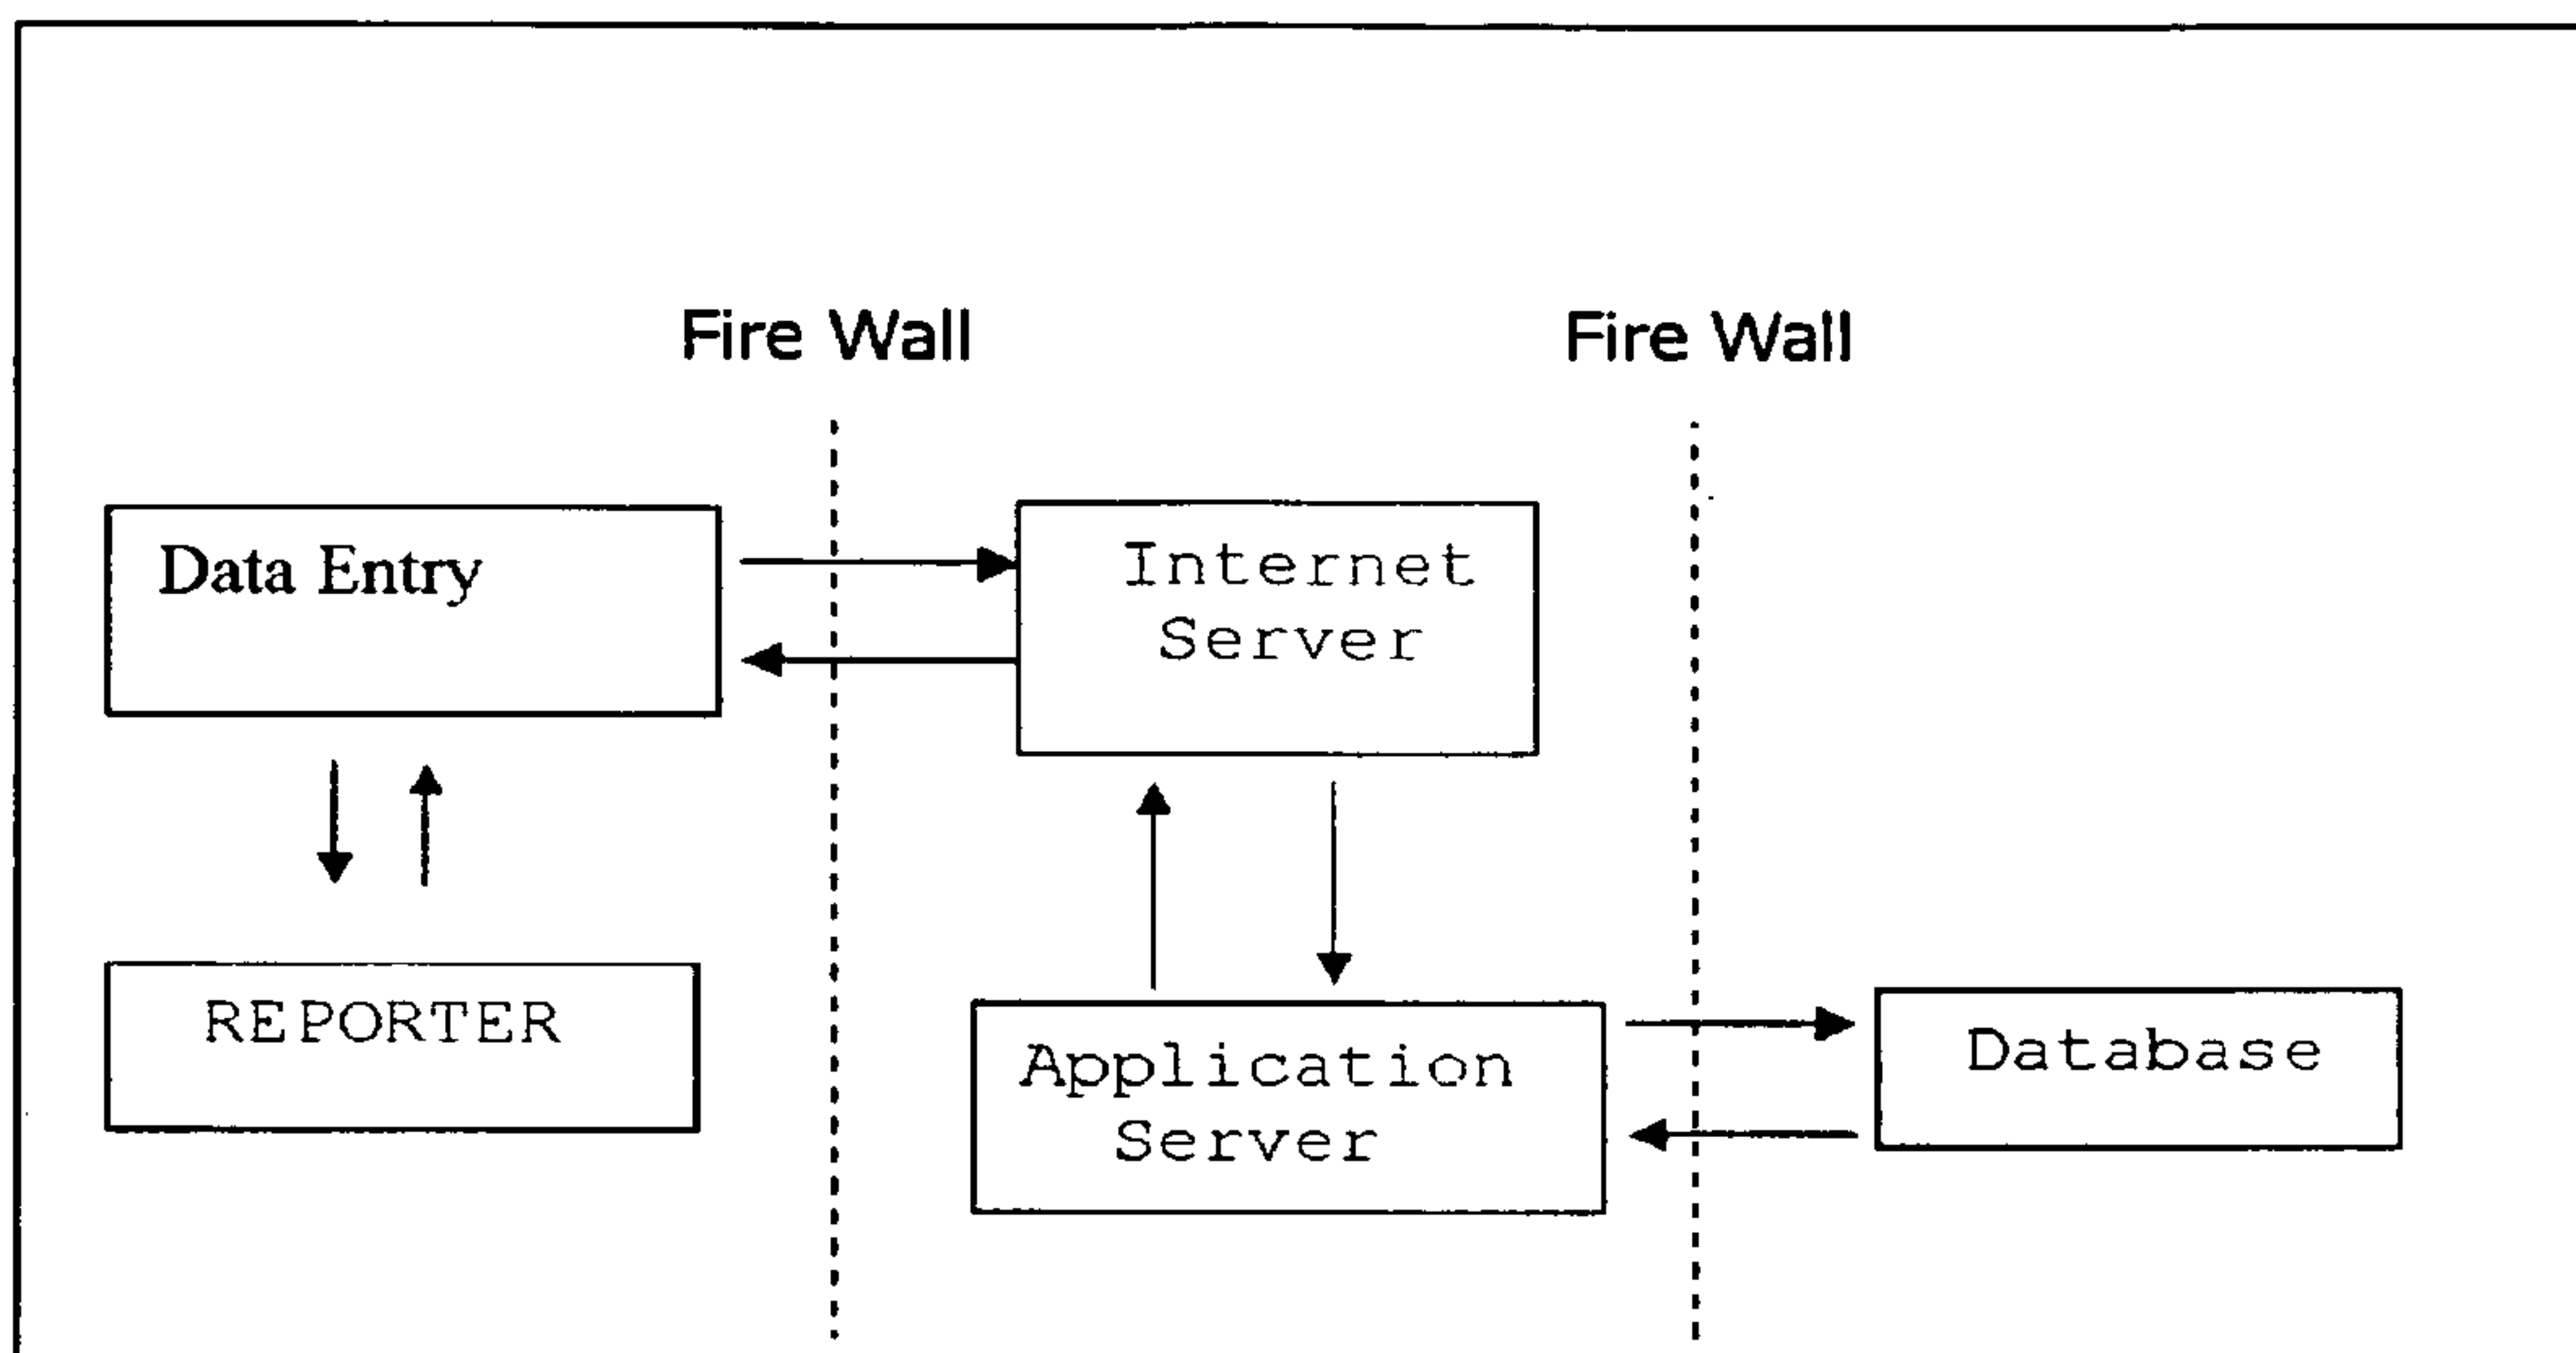 Fire Wall
Fire Wall
Data Entry
Internet
Server
REPORTER
Application
Server
Database